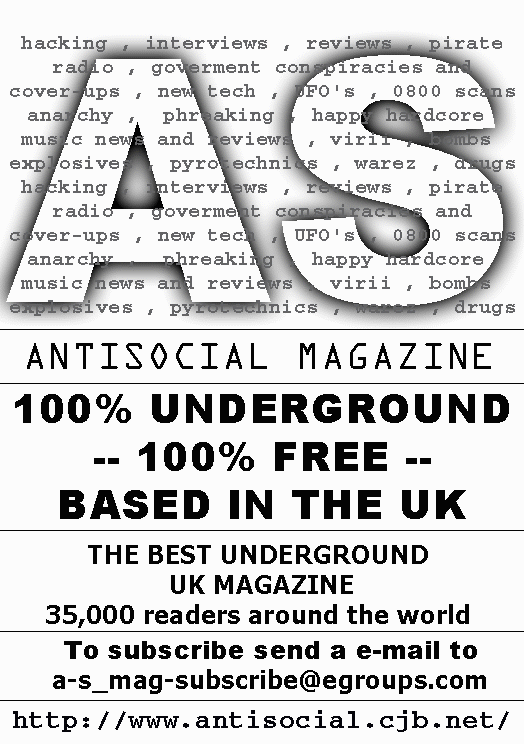 hacking , interviews , reviews , pirate
radio , goverment conspiracies and
cover-ups , new tech , UFO's , 0800 scans
anarchy , phreaking , happy hardcore
music news and reviews , virii , bombs
explosives , pyrotechnics , warez , drugs
hacking , interviews , reviews , pirate
radio , goverment conspiracies and
cover-ups , new tech , UFO's , 0800 scans
anarchy , phreaking , happy hardcore
music news and reviews , virii , bombs
explosives , pyrotechnics , warez , drugs
AS
ANTISOCIAL MAGAZINE
100% UNDERGROUND
-- 100% FREE --
BASED IN THE UK
THE BEST UNDERGROUND
UK MAGAZINE
35,000 readers around the world
To subscribe send a e-mail to
a-s_mag-subscribe@egroups.com
http://www.antisocial.cjb.net/